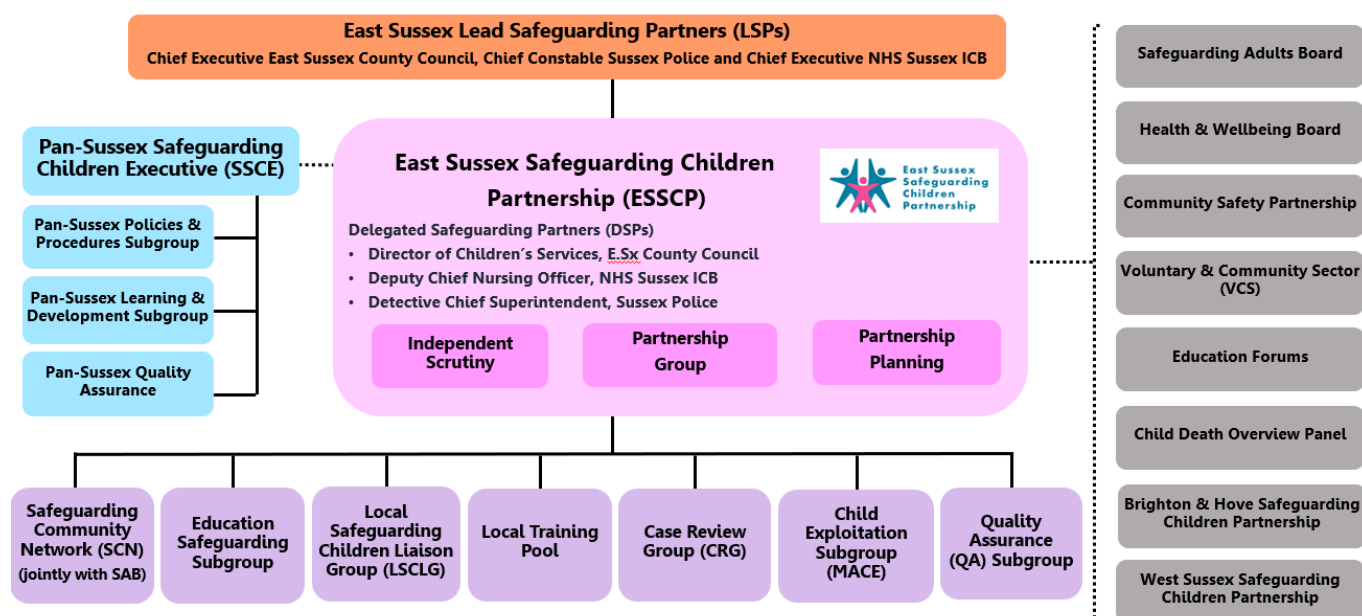 East Sussex Lead Safeguarding Partners (LSPs)
Chief Executive East Sussex County Council, Chief Constable Sussex Police and Chief Executive NHS Sussex ICB
Pan-Sussex Safeguarding
Children Executive (SSCE)
Pan-Sussex Policies &
Procedures Subgroup
Pan-Sussex Learning &
Development Subgroup
Pan-Sussex Quality
Assurance
East Sussex Safeguarding Children
Partnership (ESSCP)
East Sussex
Safeguarding
Children
Partnership
Delegated Safeguarding Partners (DSPs)
• Director of Children´s Services, E.Sx County Council
• Deputy Chief Nursing Officer, NHS Sussex ICB
• Detective Chief Superintendent, Sussex Police
Independent
Scrutiny
Partnership
Group
Partnership
Planning
Safeguarding
Community
Network (SCN)
(jointly with SAB)
Education
Safeguarding
Subgroup
Local
Safeguarding
Children Liaison
Group (LSCLG)
Local Training
Pool
Case Review
Group (CRG)
Child
Exploitation
Subgroup
(MACE)
Quality
Assurance
(QA) Subgroup
Safeguarding Adults Board
Health & Wellbeing Board
Community Safety Partnership
Voluntary & Community Sector
(VCS)
Education Forums
Child Death Overview Panel
Brighton & Hove Safeguarding
Children Partnership
West Sussex Safeguarding
Children Partnership